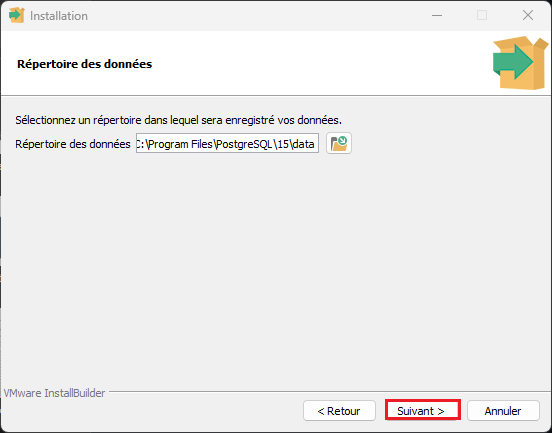 Installation
Répertoire des données
Sélectionnez un répertoire dans lequel sera enregistré vos données.
Répertoire des données C:\Program Files\PostgreSQL\15\data
VMware InstallBuilder
< Retour Suivant > Annuler